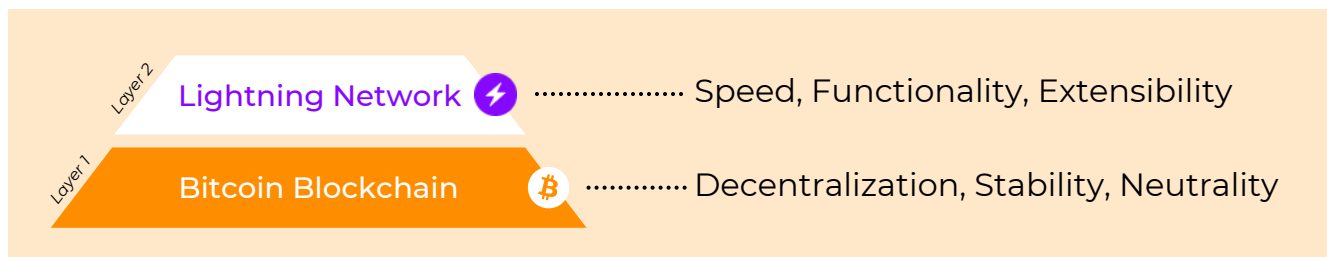 Layer 2
Lightning Network
Speed, Functionality, Extensibility
Layer 1
Bitcoin Blockchain
Decentralization, Stability, Neutrality